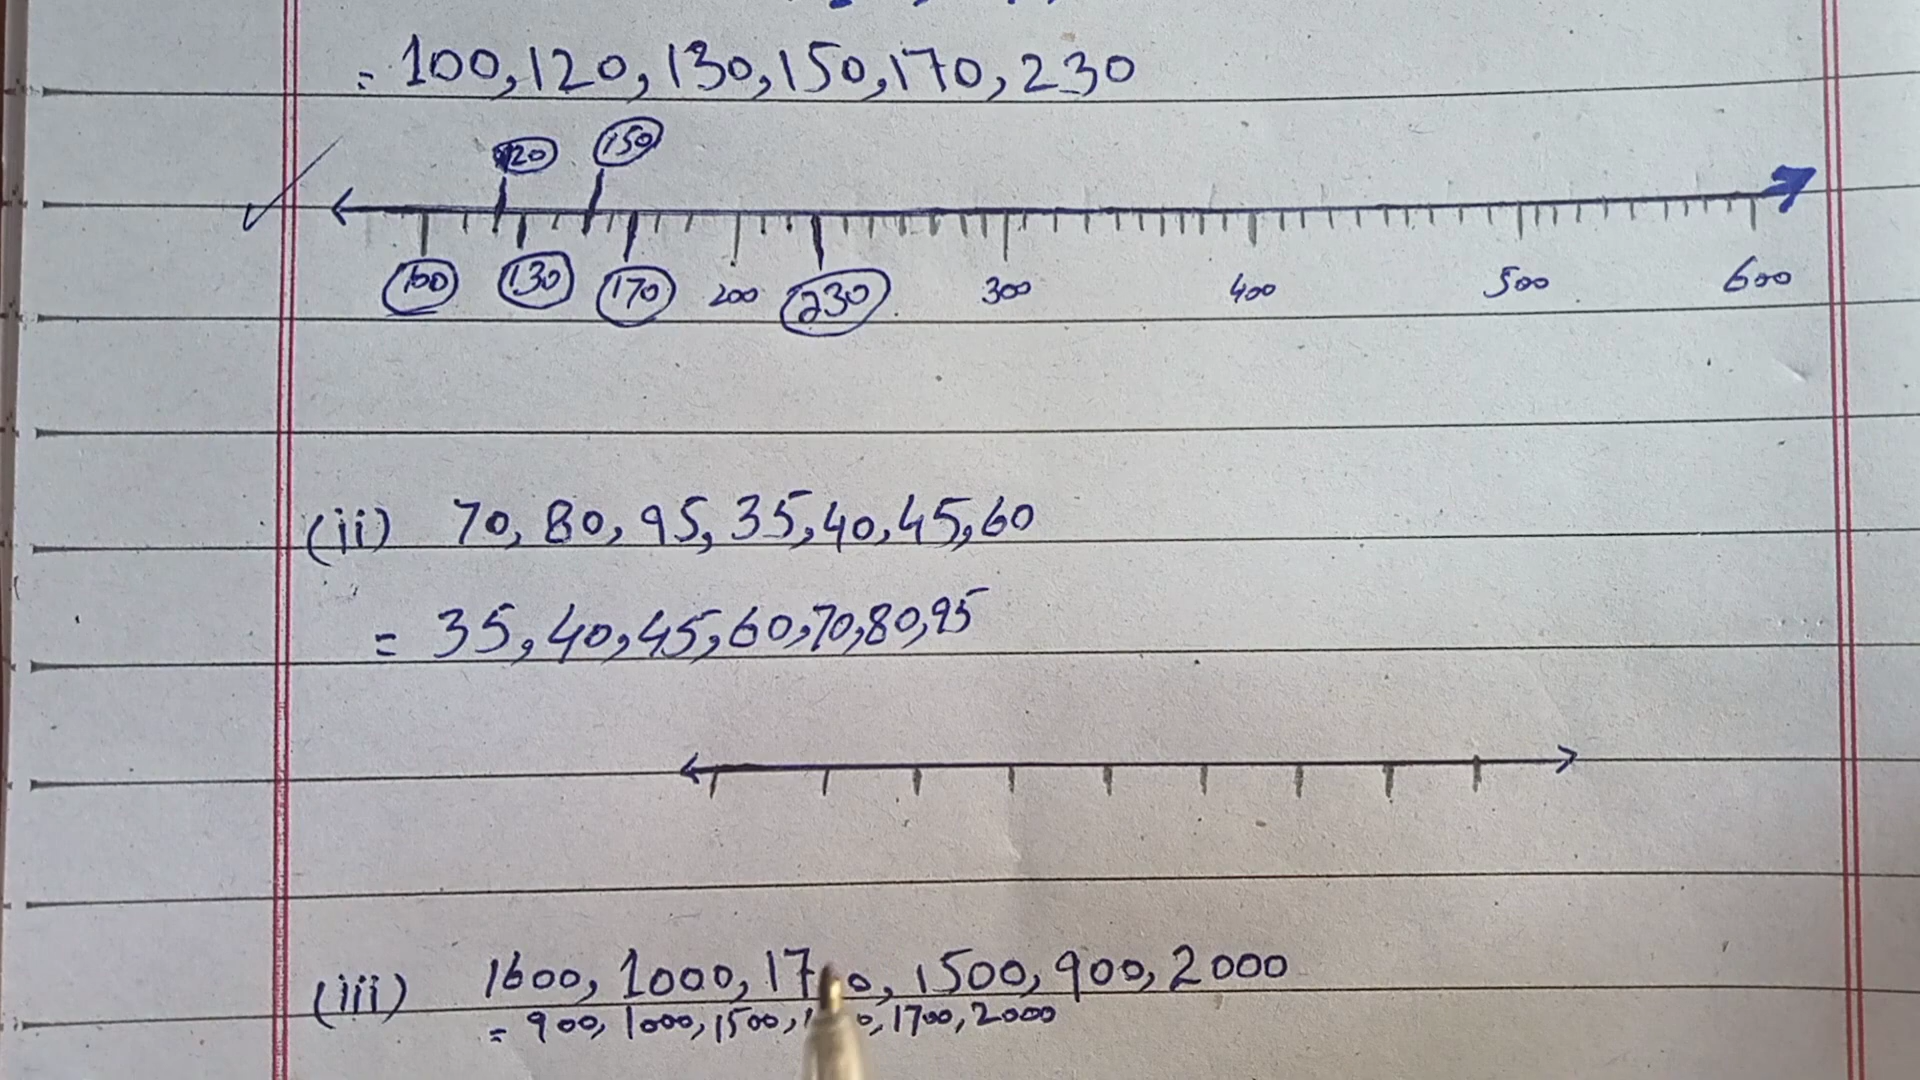 = 100, 120, 130, 150, 170, 230
120 150
100 130 170 200 230 300 400 500 600
(ii) 70, 80, 95, 35, 40, 45, 60
= 35, 40, 45, 60, 70, 80, 95
(iii) 1600, 1000, 1500, 900, 2000
= 900, 1000, 1500, 1700, 2000